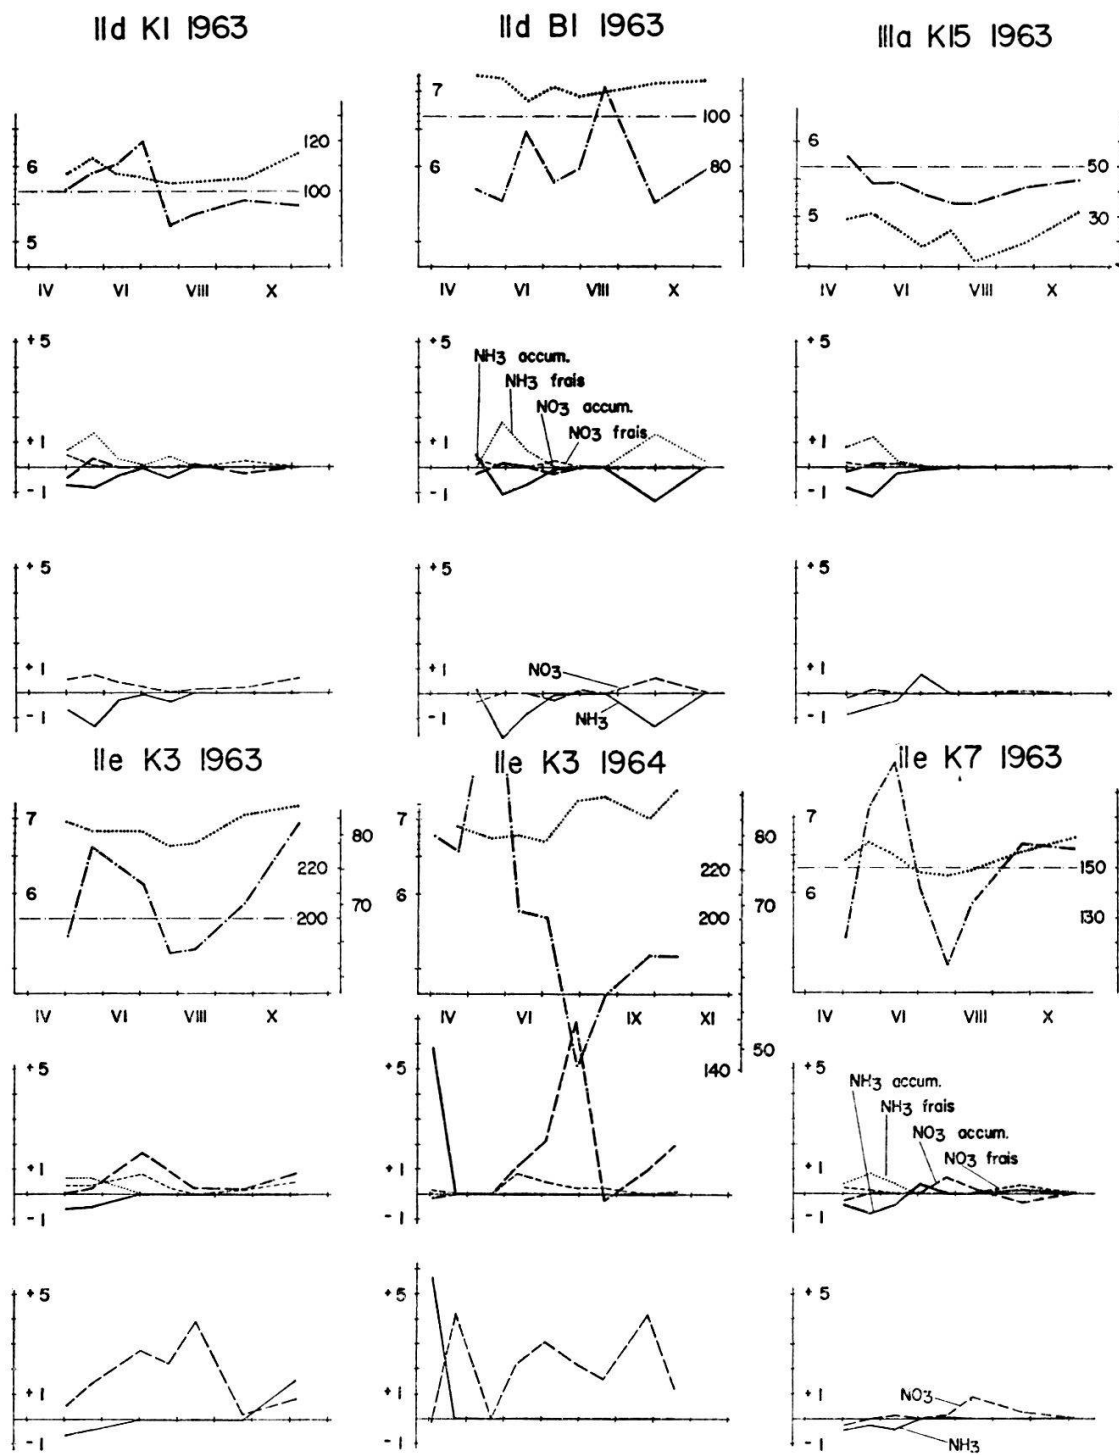 IId K1 1963
IId B1 1963
IIIa K15 1963
6
5
120
100
IV VI VIII X
7
6
100
80
IV VI VIII X
6
5
50
30
IV VI VIII X
+5
+1
-1
+5
NH3 accum.
NH3 frais
NO3 accum.
NO3 frais
+1
-1
+5
+1
-1
+5
+1
-1
+5
+1
NO3
NH3
-1
+5
+1
-1
IIe K3 1963
IIe K3 1964
IIe K7 1963
7
6
80
220
70
200
IV VI VIII X
7
6
80
220
70
200
IV VI IX XI
50
140
7
6
150
130
IV VI VIII X
+5
+1
-1
+5
+1
-1
+5
NH3 accum.
NH3 frais
NO3 accum.
NO3 frais
+1
-1
+5
+1
-1
+5
+1
-1
+5
+1
NO3
NH3
-1